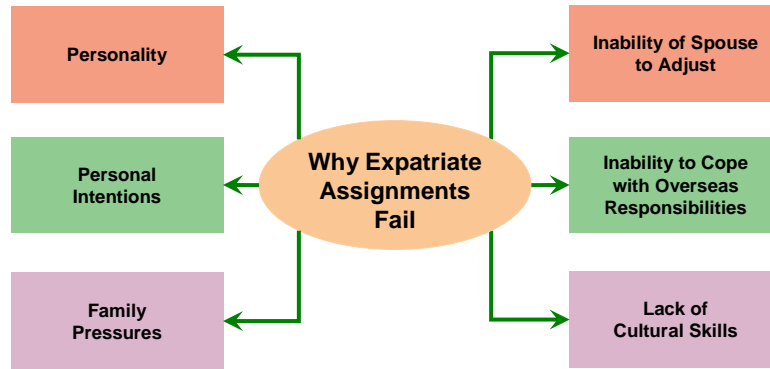 Personality
Inability of Spouse
to Adjust
Why Expatriate
Assignments
Fail
Personal
Intentions
Inability to Cope
with Overseas
Responsibilities
Family
Pressures
Lack of
Cultural Skills